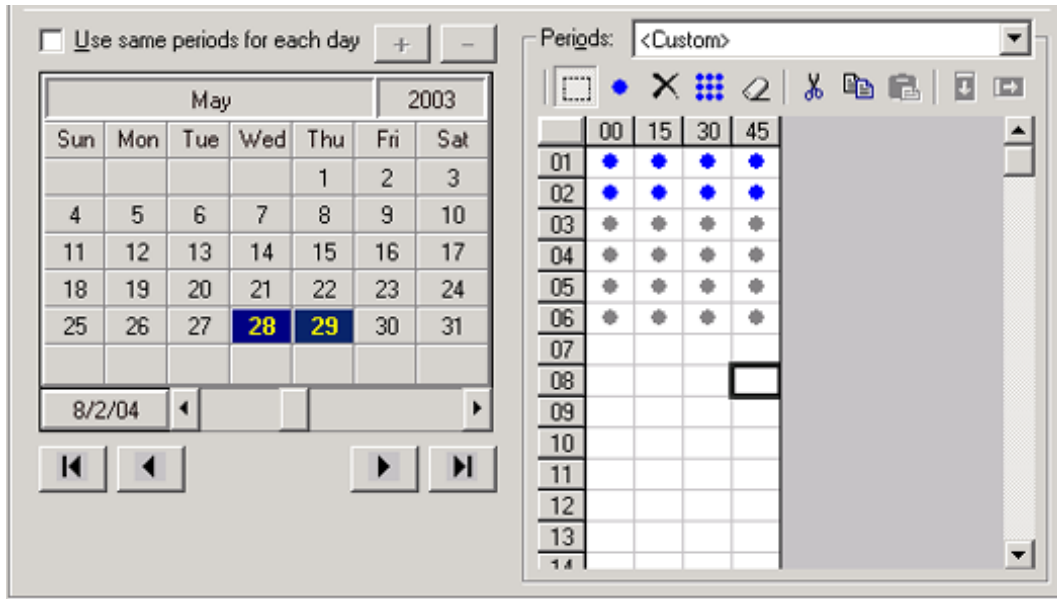 Use same periods for each day + -
May 2003
Sun Mon Tue Wed Thu Fri Sat
1 2 3
4 5 6 7 8 9 10
11 12 13 14 15 16 17
18 19 20 21 22 23 24
25 26 27 28 29 30 31
8/2/04
Periods: <Custom>
00 15 30 45
01
02
03
04
05
06
07
08
09
10
11
12
13
14